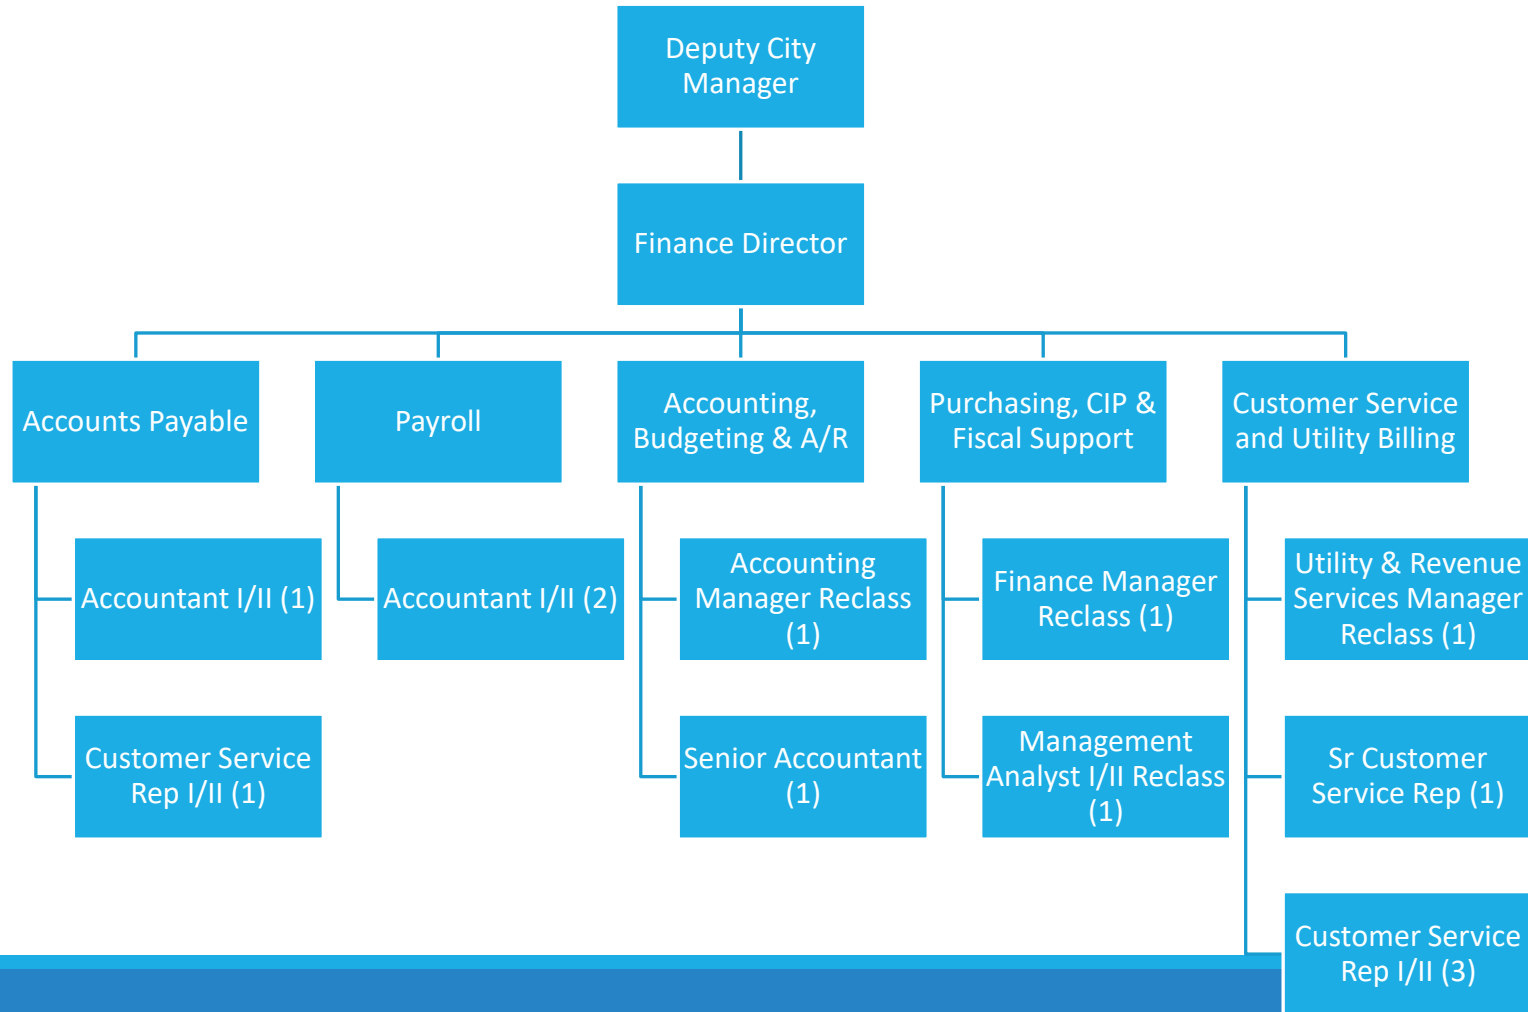 Deputy City
Manager
Finance Director
Accounts Payable
Payroll
Accounting,
Budgeting & A/R
Purchasing, CIP &
Fiscal Support
Customer Service
and Utility Billing
Accountant I/II (1)
Accountant I/II (2)
Accounting
Manager Reclass
(1)
Finance Manager
Reclass (1)
Utility & Revenue
Services Manager
Reclass (1)
Customer Service
Rep I/II (1)
Senior Accountant
(1)
Management
Analyst I/II Reclass
(1)
Sr Customer
Service Rep (1)
Customer Service
Rep I/II (3)